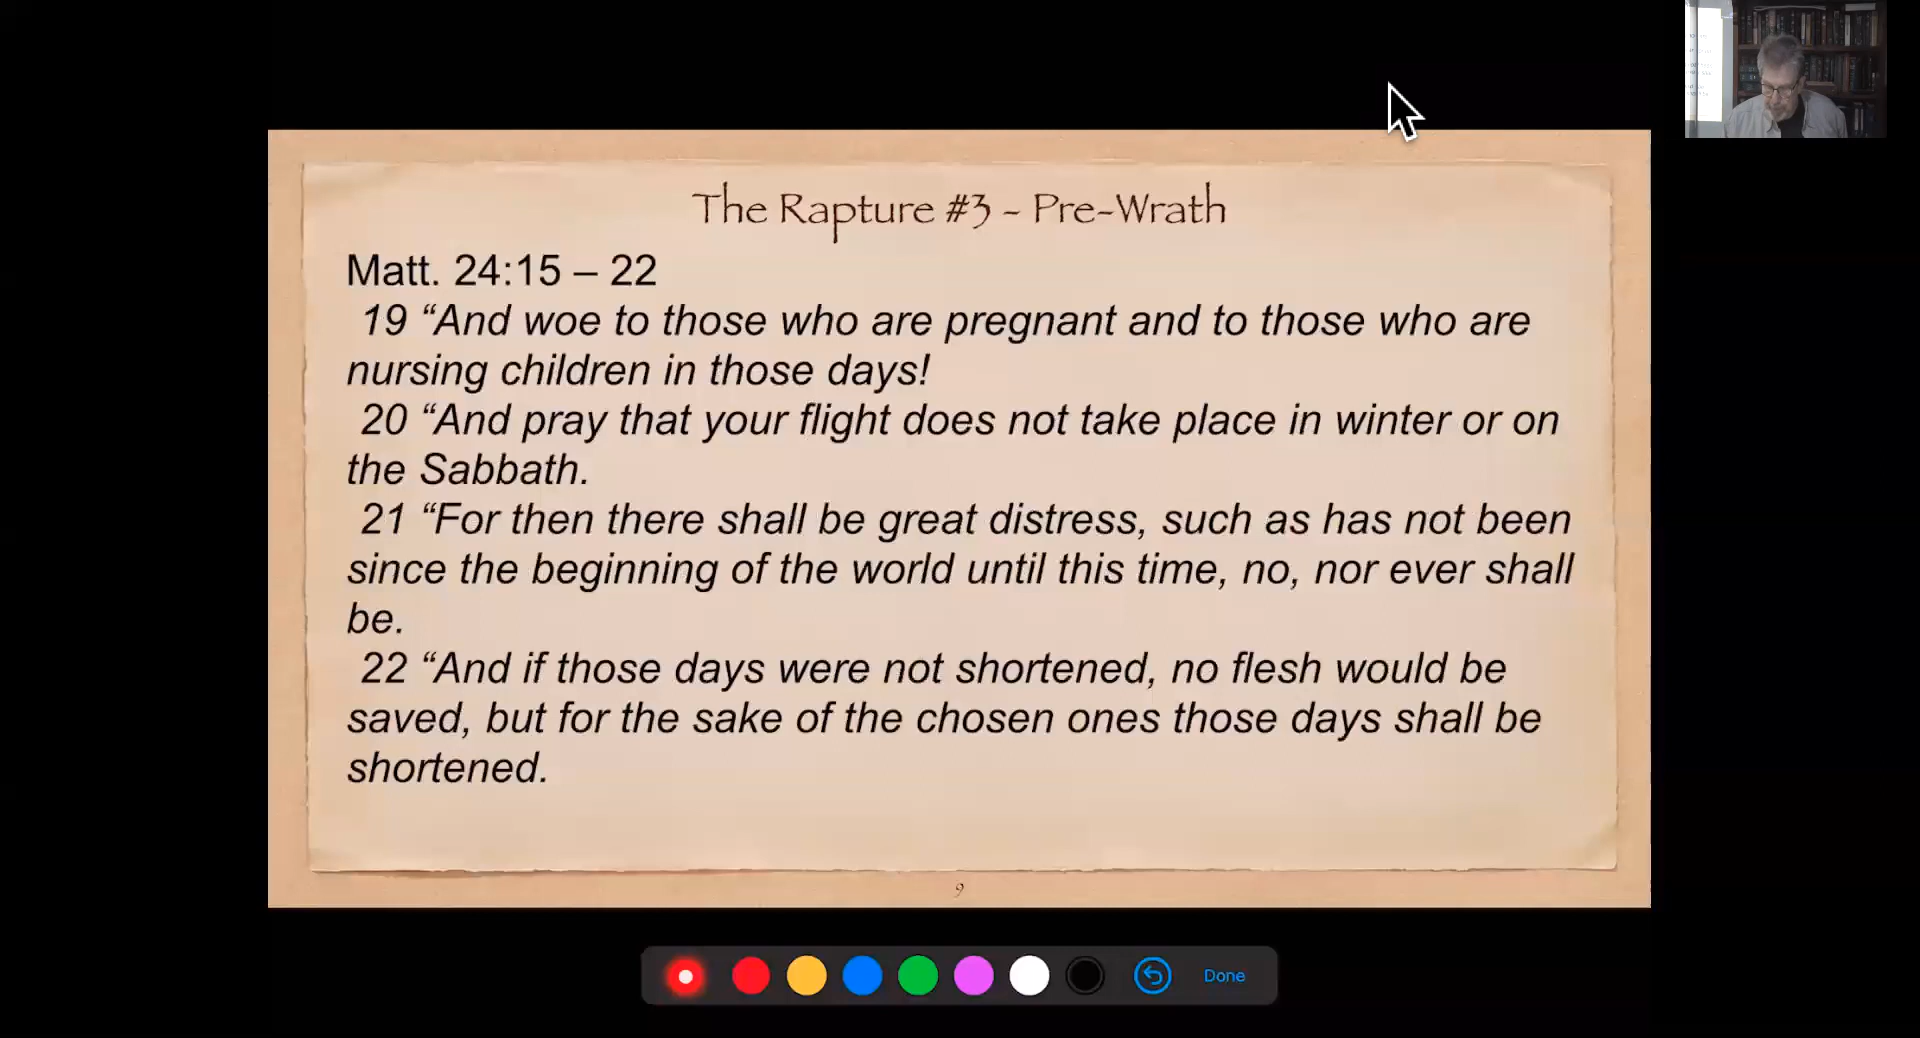 The Rapture #3 - Pre-Wrath
Matt. 24:15 – 22
19 “And woe to those who are pregnant and to those who are
nursing children in those days!
20 “And pray that your flight does not take place in winter or on
the Sabbath.
21 “For then there shall be great distress, such as has not been
since the beginning of the world until this time, no, nor ever shall
be.
22 “And if those days were not shortened, no flesh would be
saved, but for the sake of the chosen ones those days shall be
shortened.
9
Done